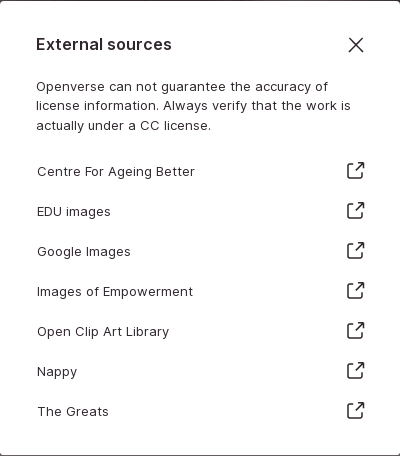 External sources
Openverse can not guarantee the accuracy of
license information. Always verify that the work is
actually under a CC license.
Centre For Ageing Better
EDU images
Google Images
Images of Empowerment
Open Clip Art Library
Nappy
The Greats